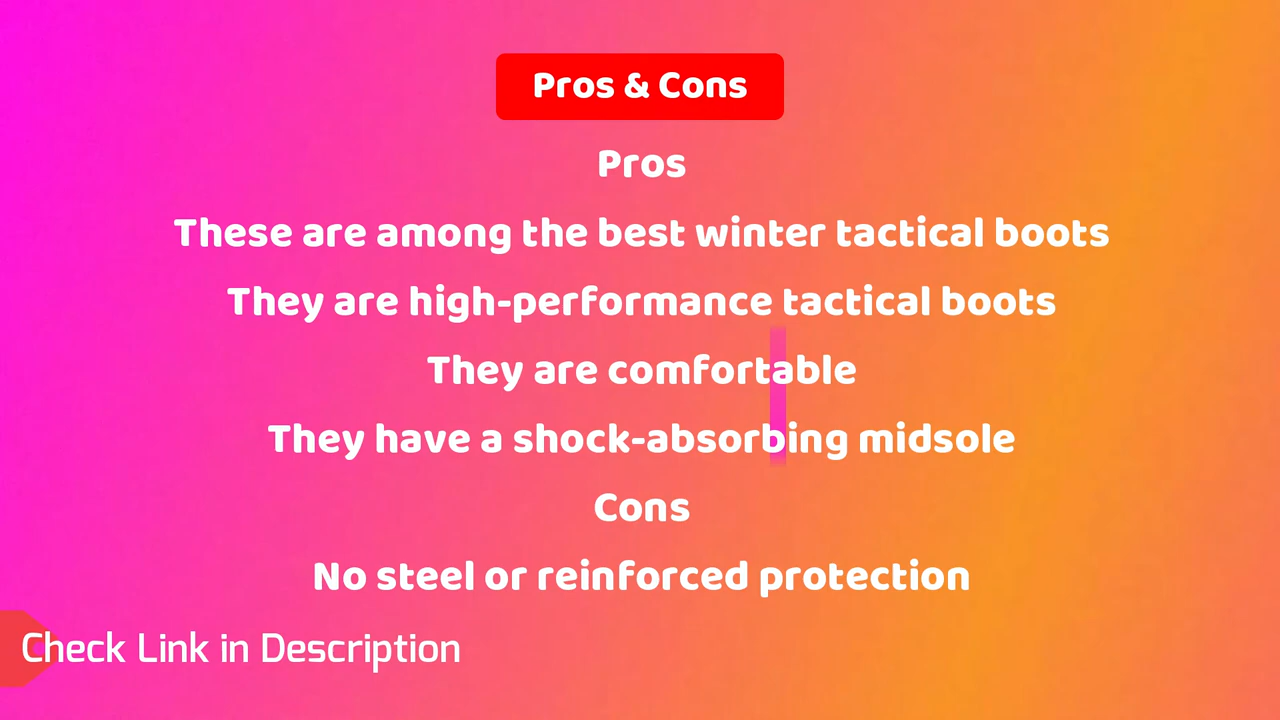 Pros & Cons
Pros
These are among the best winter tactical boots
They are high-performance tactical boots
They are comfortable
They have a shock-absorbing midsole
Cons
No steel or reinforced protection
Check Link in Description